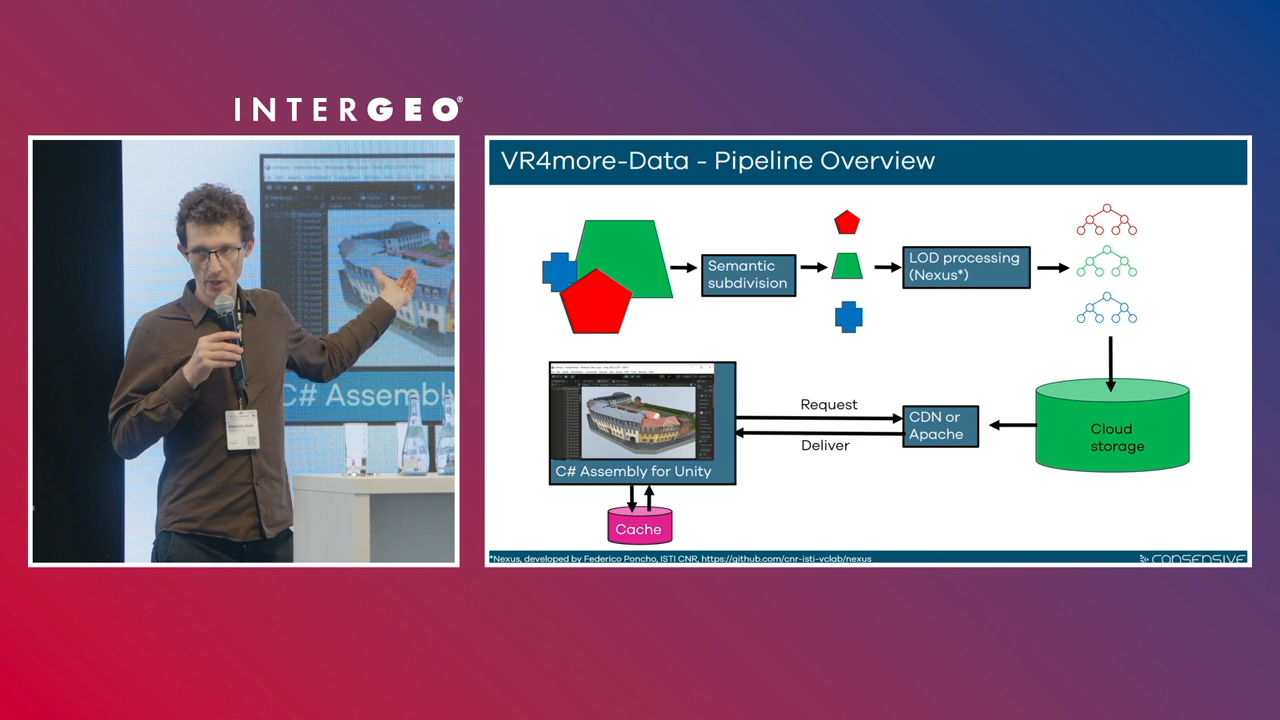 INTERGEO®
C# Assembly
VR4more-Data - Pipeline Overview
Semantic
subdivision
LOD processing
(Nexus*)
Request
Deliver
CDN or
Apache
Cloud
storage
C# Assembly for Unity
Cache
*Nexus, developed by Federico Poncho, ISTI CNR, https://github.com/cnr-isti-vclab/nexus
CONSENSIVE